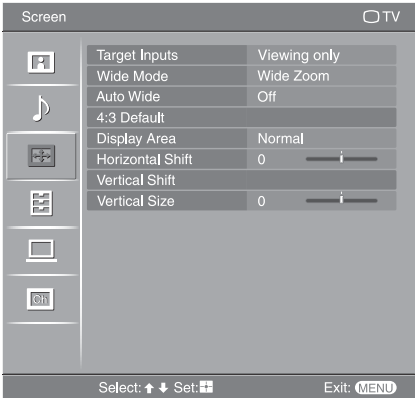 Screen TV
Target Inputs Viewing only
Wide Mode Wide Zoom
Auto Wide Off
4:3 Default
Display Area Normal
Horizontal Shift 0
Vertical Shift
Vertical Size 0
Ch
Select: Set: Exit: MENU